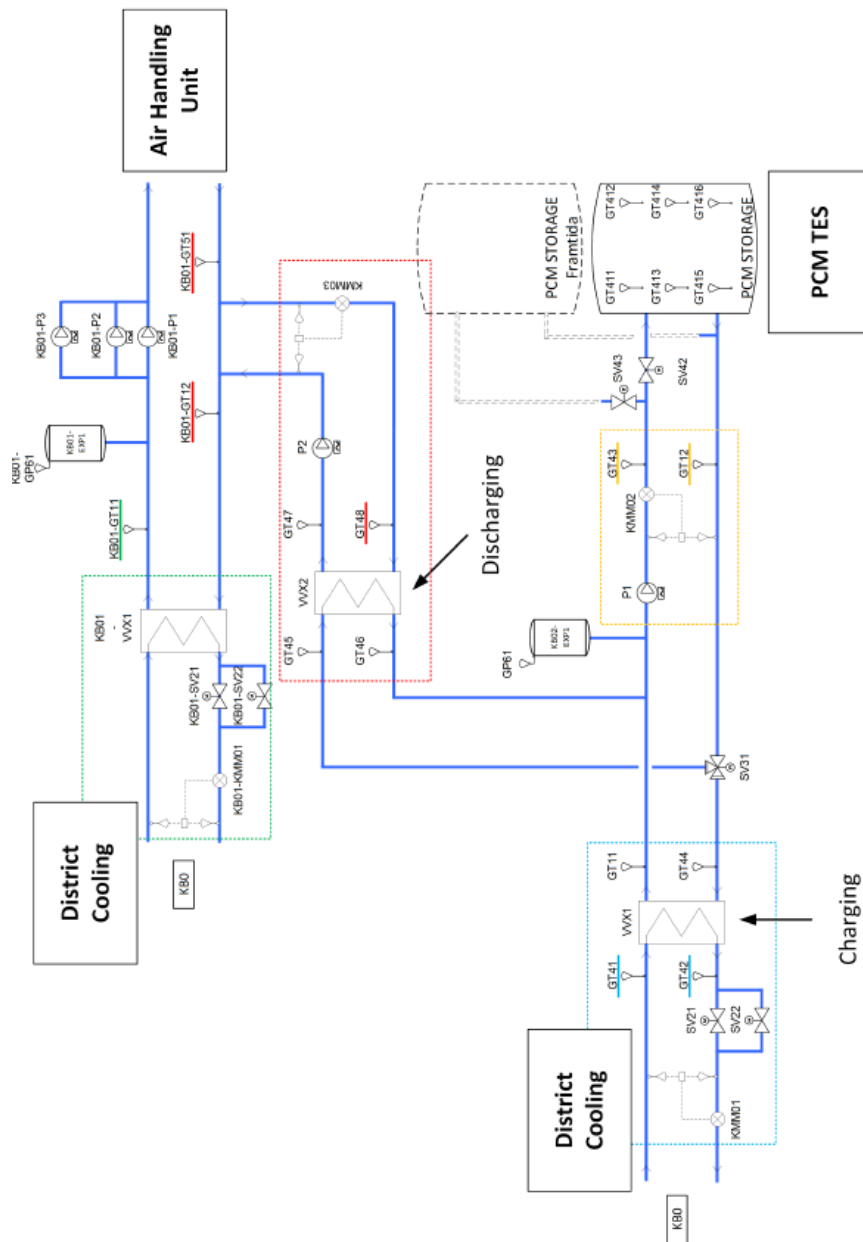 Air Handling
Unit
KB01-P3
KB01-P2
KB01-P1
KB01-GT51
KB01-
GP61
KB01-
EXP1
KB01-GT12
KB01-GT11
KB01
-
VVX1
KB01-SV21
KB01-SV22
KB01-KMM01
District
Cooling
KB0
KMM03
P2
GT47
GT48
VVX2
GT45
GT46
Discharging
PCM STORAGE
Framtida
GT412
GT414
GT416
GT411
GT413
GT415
PCM STORAGE
PCM TES
SV43
SV42
GT43
GT12
KMM02
P1
GP61
KB02-
EXP1
SV31
GT11
GT44
VVX1
Charging
GT41
GT42
SV21
SV22
KMM01
District
Cooling
KB0